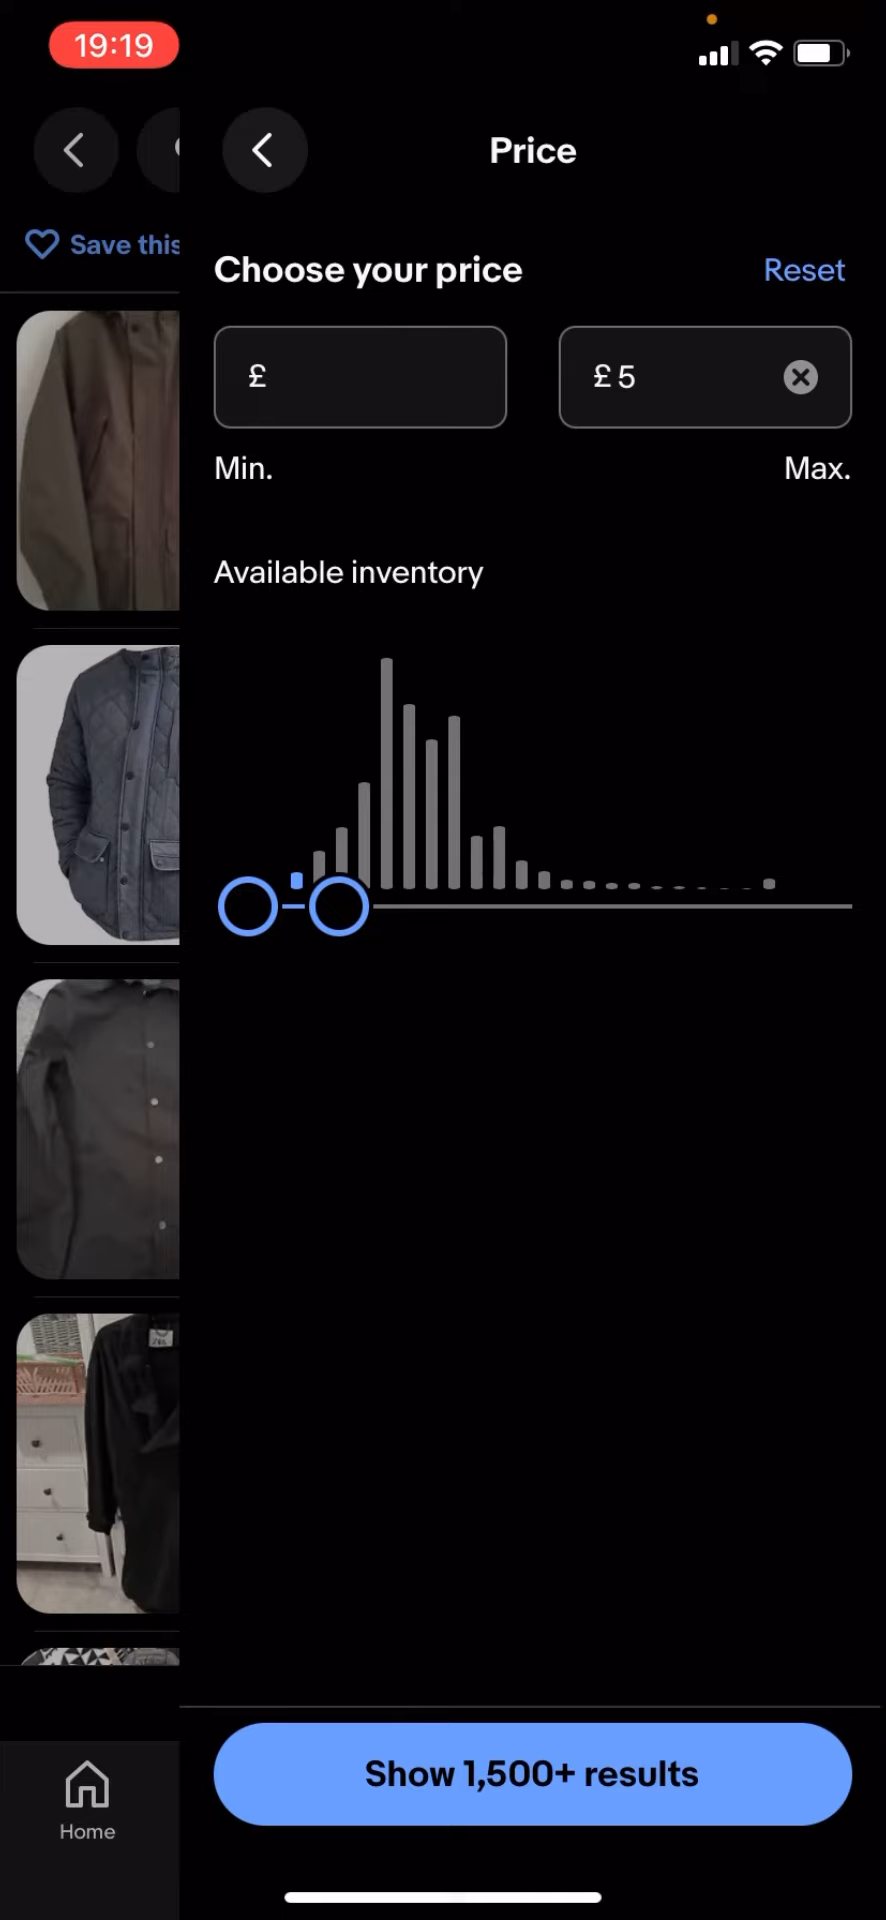 19:19
Price
Save this
Choose your price
Reset
£
£ 5
Min.
Max.
Available inventory
Show 1,500+ results
Home